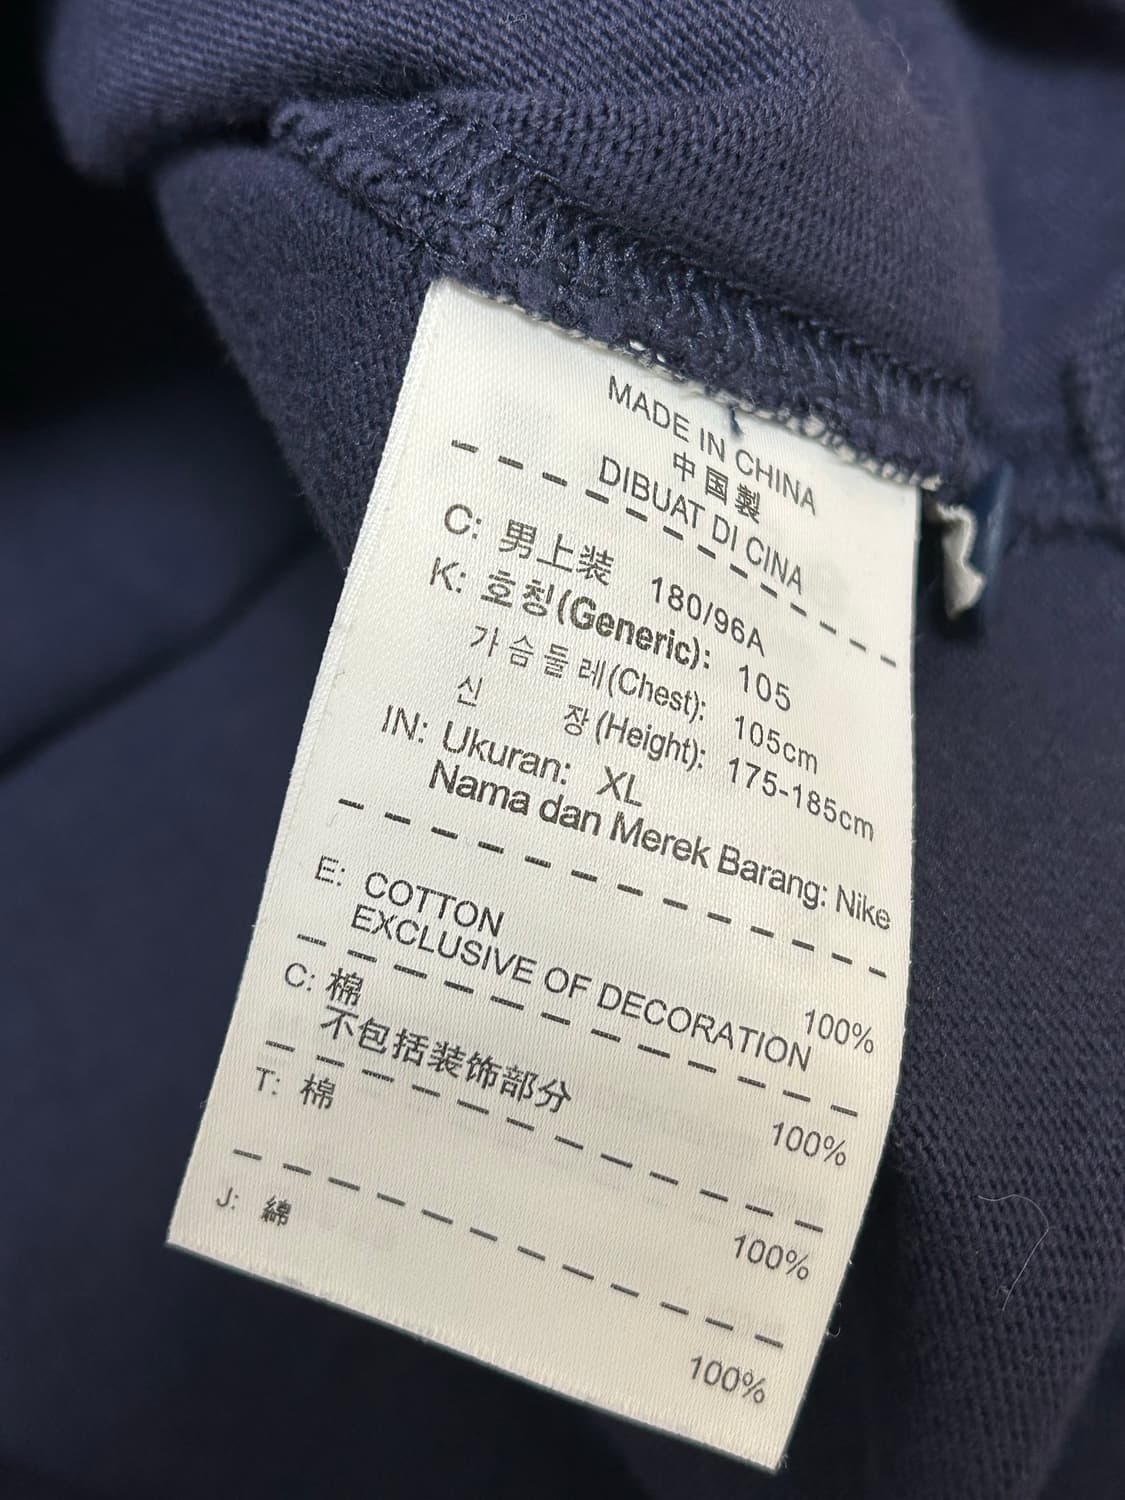 MADE IN CHINA
中国製
DIBUAT DI CINA
C: 男上装 180/96A
K: 호칭(Generic): 105
가슴둘레(Chest): 105cm
신 장(Height): 175-185cm
IN: Ukuran: XL
Nama dan Merek Barang: Nike
E: COTTON 100%
EXCLUSIVE OF DECORATION
C: 棉 100%
不包括装饰部分
T: 棉 100%
J: 綿 100%